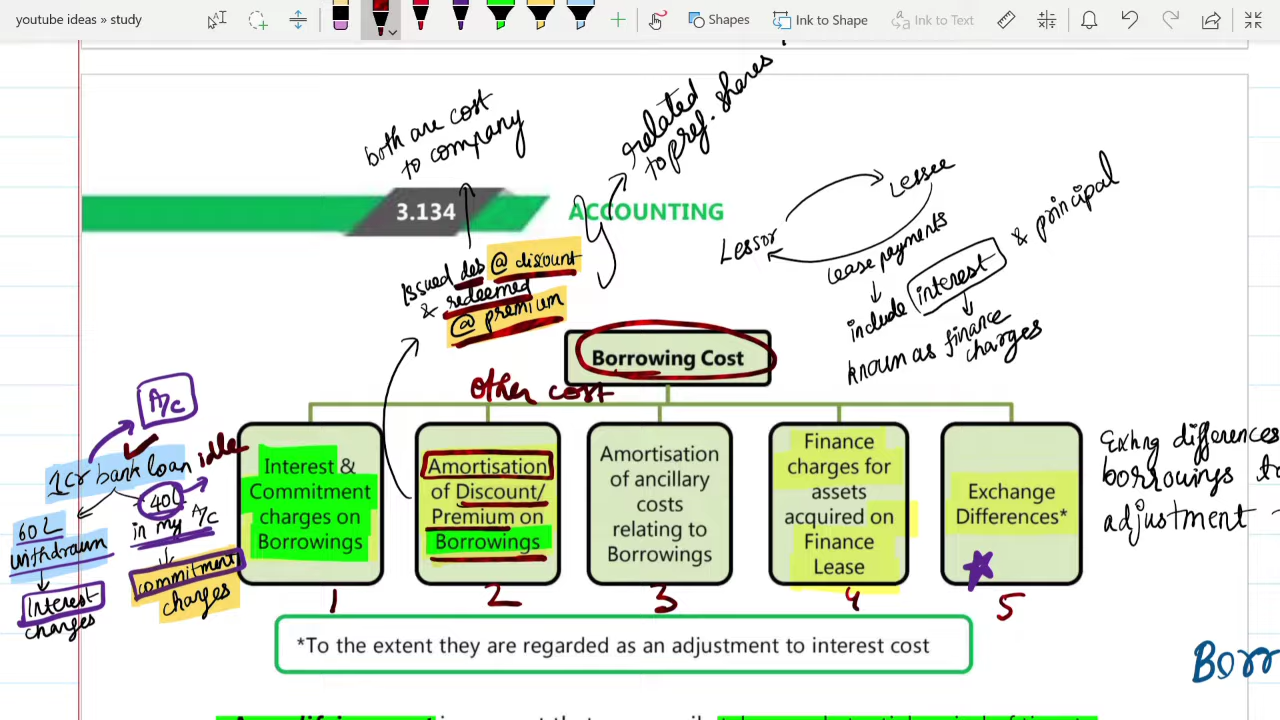 youtube ideas » study
Shapes
Ink to Shape
Ink to Text
both are cost
to company
related
to pref. shares
3.134
ACCOUNTING
Issued deb @ discount
& redeemed
@ premium
Lessor
Lessee
Lease payments
include interest & principal
known as finance
charges
Borrowing Cost
other cost
A/c
1cr bank loan
idle
60L
withdrawn
Interest
charges
40L
in my A/c
commitment
charges
Interest &
Commitment
charges on
Borrowings
1
Amortisation
of Discount/
Premium on
Borrowings
2
Amortisation
of ancillary
costs
relating to
Borrowings
3
Finance
charges for
assets
acquired on
Finance
Lease
4
Exchange
Differences*
5
Exhng differences
borrowings to
adjustment
*To the extent they are regarded as an adjustment to interest cost
Borr